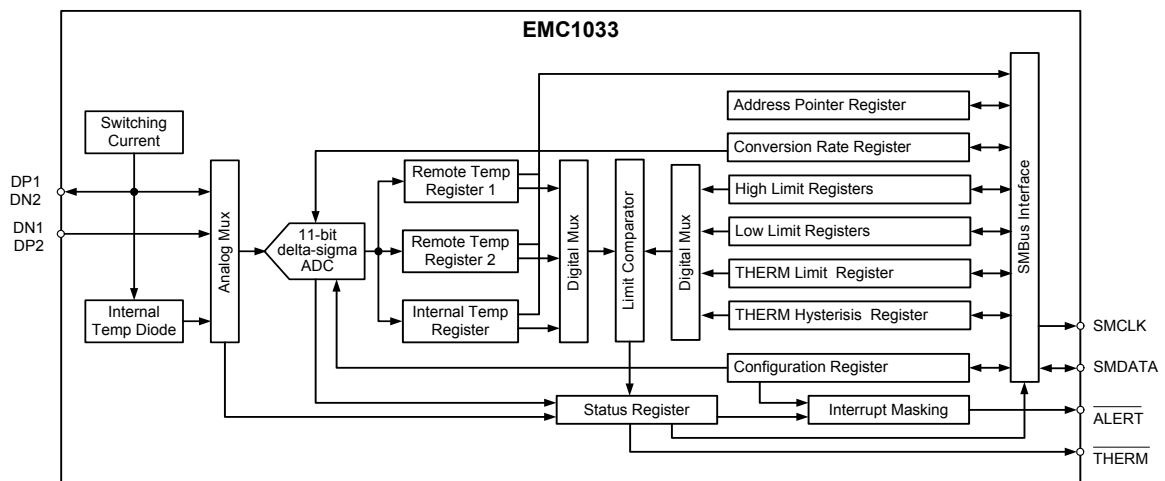 EMC1033
Switching
Current
DP1
DN2
DN1
DP2
Internal
Temp Diode
Analog Mux
11-bit
delta-sigma
ADC
Remote Temp
Register 1
Remote Temp
Register 2
Internal Temp
Register
Digital Mux
Limit Comparator
Digital Mux
Address Pointer Register
Conversion Rate Register
High Limit Registers
Low Limit Registers
THERM Limit Register
THERM Hysterisis Register
Configuration Register
Status Register
Interrupt Masking
SMBus Interface
SMCLK
SMDATA
ALERT
THERM